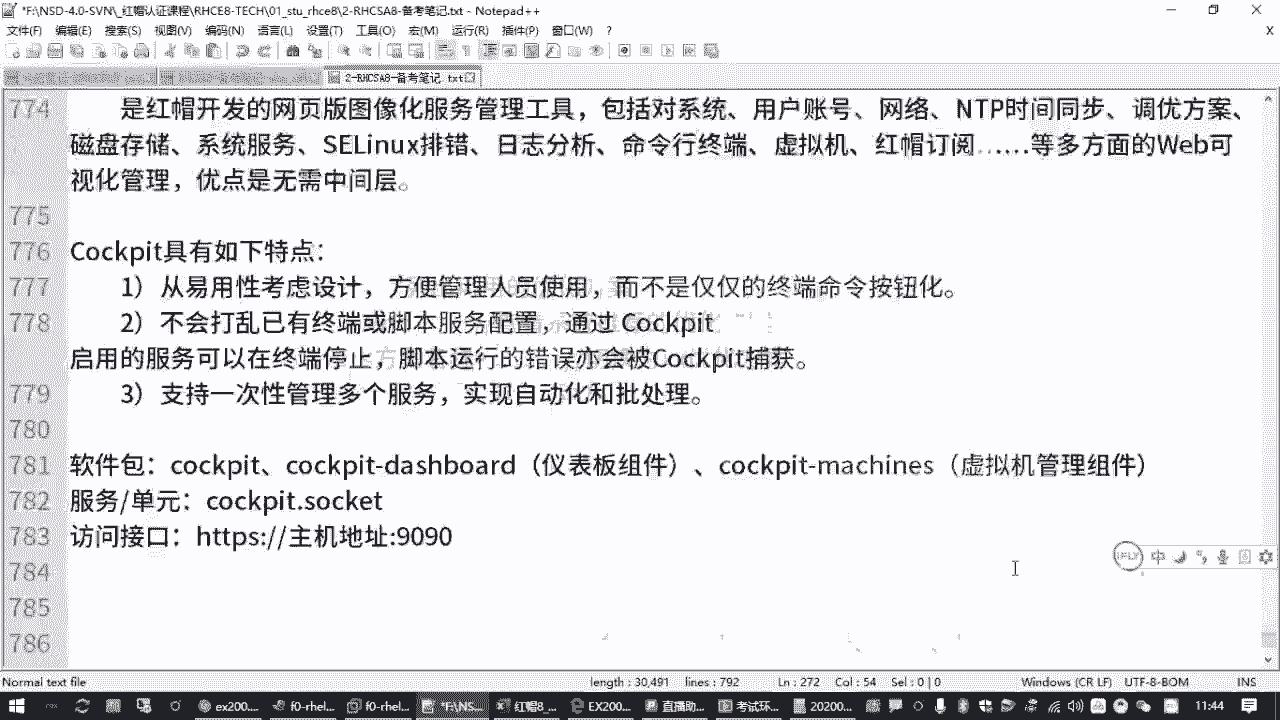 *F:\NSD-4.0-SVN\_红帽认证课程\RHCE8-TECH\01_stu_rhce8\2-RHCSA8-备考笔记.txt - Notepad++
文件(F) 编辑(E) 搜索(S) 视图(V) 编码(N) 语言(L) 设置(T) 工具(O) 宏(M) 运行(R) 插件(P) 窗口(W) ? X
2-RHCSA8-备考笔记.txt
774 是红帽开发的网页版图像化服务管理工具，包括对系统、用户账号、网络、NTP时间同步、调优方案、
磁盘存储、系统服务、SELinux排错、日志分析、命令行终端、虚拟机、红帽订阅……等多方面的Web可
视化管理，优点是无需中间层。
775
776 Cockpit具有如下特点：
777 1）从易用性考虑设计，方便管理人员使用，而不是仅仅的终端命令按钮化。
778 2）不会打乱已有终端或脚本服务配置，通过 Cockpit
启用的服务可以在终端停止，脚本运行的错误亦会被Cockpit捕获。
779 3）支持一次性管理多个服务，实现自动化和批处理。
780
781 软件包：cockpit、cockpit-dashboard（仪表板组件）、cockpit-machines（虚拟机管理组件）
782 服务/单元：cockpit.socket
783 访问接口：https://主机地址:9090
784
785
786
iFLY 中
Normal text file length : 30,491 lines : 792 Ln : 272 Col : 54 Sel : 0 | 0 Windows (CR LF) UTF-8-BOM INS
ex200... f0-rhel... f0-rhel... *F:\NS... 红帽8_... EX200... 直播助... 考试环... 20200... 11:44